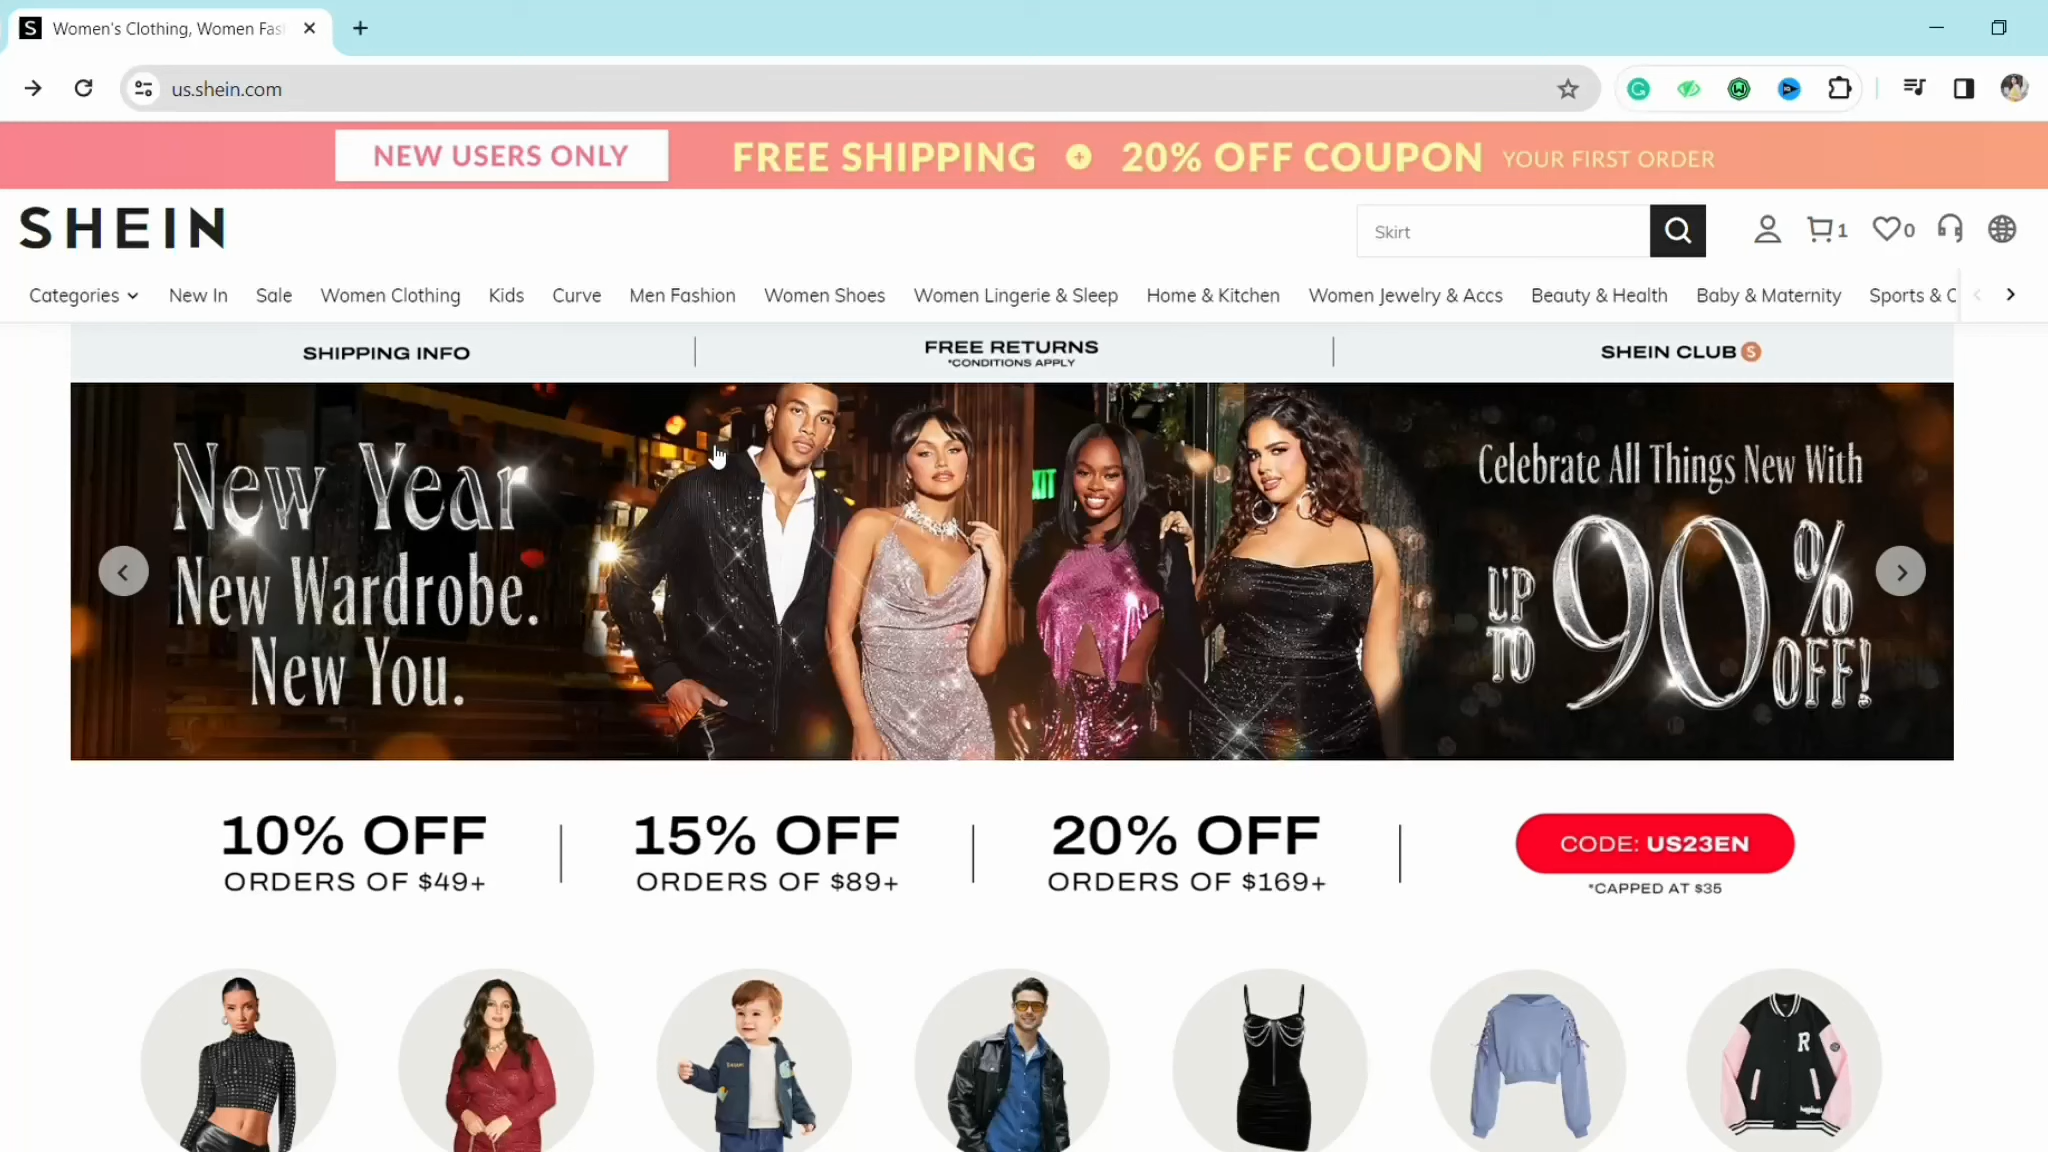 S Women's Clothing, Women Fas
us.shein.com
NEW USERS ONLY FREE SHIPPING + 20% OFF COUPON YOUR FIRST ORDER
SHEIN
Skirt
1
0
Categories New In Sale Women Clothing Kids Curve Men Fashion Women Shoes Women Lingerie & Sleep Home & Kitchen Women Jewelry & Accs Beauty & Health Baby & Maternity Sports & O
SHIPPING INFO
FREE RETURNS
*CONDITIONS APPLY
SHEIN CLUB S
New Year
New Wardrobe.
New You.
EXIT
Celebrate All Things New With
UP TO 90% OFF!
10% OFF
ORDERS OF $49+
15% OFF
ORDERS OF $89+
20% OFF
ORDERS OF $169+
CODE: US23EN
*CAPPED AT $35
R